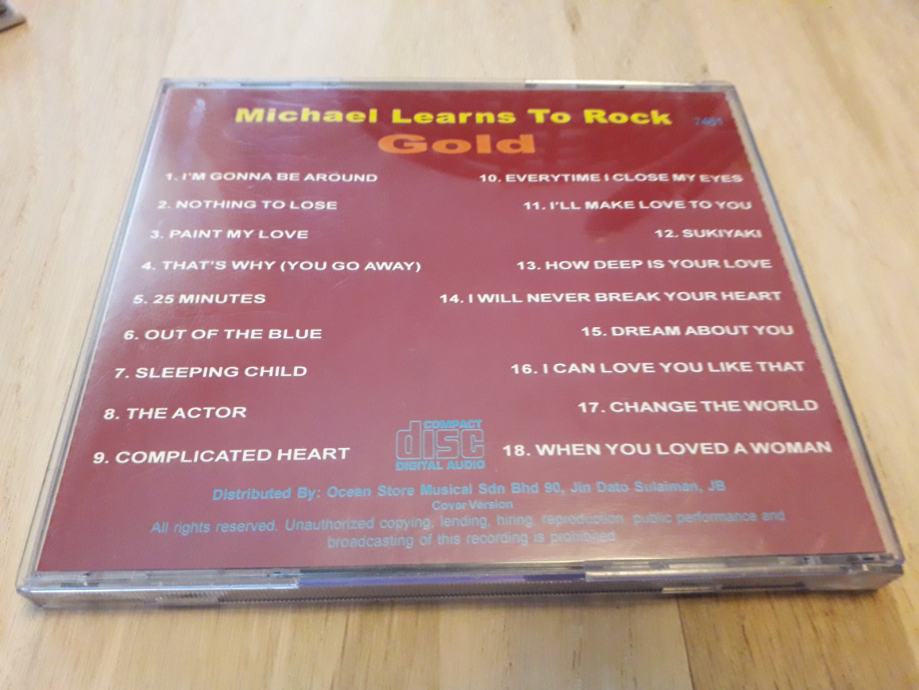 Michael Learns To Rock
7461
Gold
1. I'M GONNA BE AROUND
2. NOTHING TO LOSE
3. PAINT MY LOVE
4. THAT'S WHY (YOU GO AWAY)
5. 25 MINUTES
6. OUT OF THE BLUE
7. SLEEPING CHILD
8. THE ACTOR
9. COMPLICATED HEART
10. EVERYTIME I CLOSE MY EYES
11. I'LL MAKE LOVE TO YOU
12. SUKIYAKI
13. HOW DEEP IS YOUR LOVE
14. I WILL NEVER BREAK YOUR HEART
15. DREAM ABOUT YOU
16. I CAN LOVE YOU LIKE THAT
17. CHANGE THE WORLD
18. WHEN YOU LOVED A WOMAN
COMPACT
disc
DIGITAL AUDIO
Distributed By: Ocean Store Musical Sdn Bhd 90, Jin Dato Sulaiman, JB
Cover Version
All rights reserved. Unauthorized copying, lending, hiring, reproduction, public performance and
broadcasting of this recording is prohibited